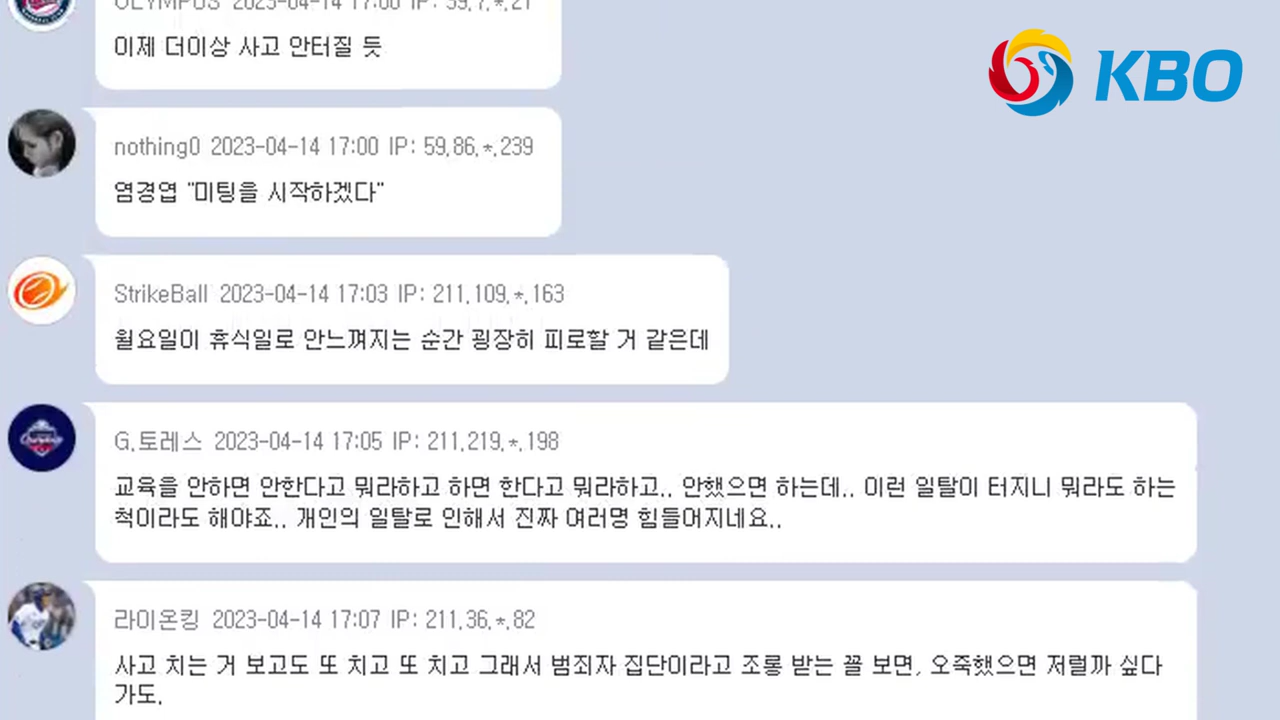 OLYMPUS 2023-04-14 17:00 IP: 59.7.*.21
이제 더이상 사고 안터질 듯
KBO
nothing0 2023-04-14 17:00 IP: 59.86.*.239
염경엽 "미팅을 시작하겠다"
StrikeBall 2023-04-14 17:03 IP: 211.109.*.163
월요일이 휴식일로 안느껴지는 순간 굉장히 피로할 거 같은데
G.토레스 2023-04-14 17:05 IP: 211.219.*.198
교육을 안하면 안한다고 뭐라하고 하면 한다고 뭐라하고.. 안했으면 하는데.. 이런 일탈이 터지니 뭐라도 하는
척이라도 해야죠.. 개인의 일탈로 인해서 진짜 여러명 힘들어지네요..
라이온킹 2023-04-14 17:07 IP: 211.36.*.82
사고 치는 거 보고도 또 치고 또 치고 그래서 범죄자 집단이라고 조롱 받는 꼴 보면, 오죽했으면 저럴까 싶다
가도.